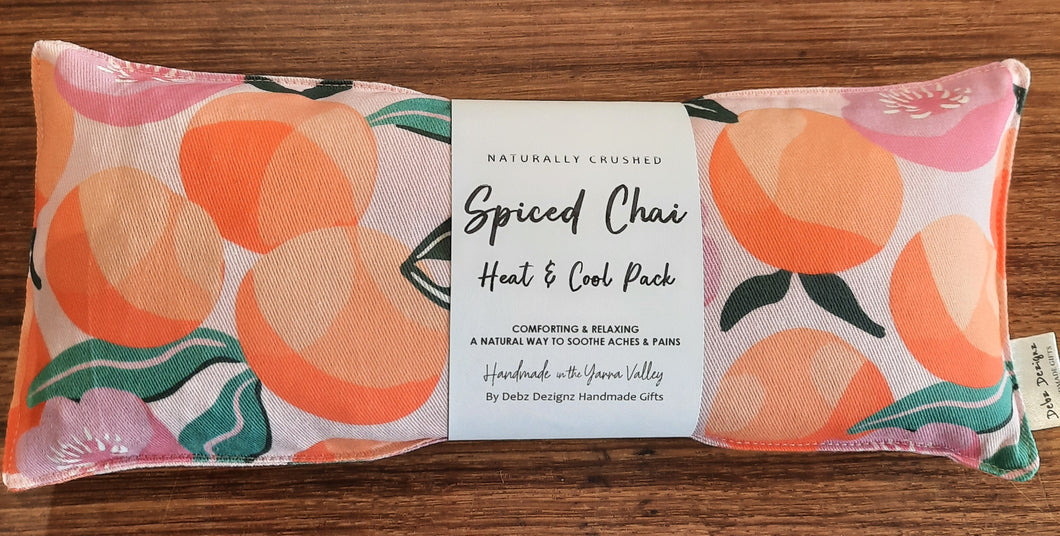 NATURALLY CRUSHED
Spiced Chai
Heat & Cool Pack
COMFORTING & RELAXING
A NATURAL WAY TO SOOTHE ACHES & PAINS
Handmade in the Yarra Valley
By Debz Dezignz Handmade Gifts
Debz Dezignz
GIFTS